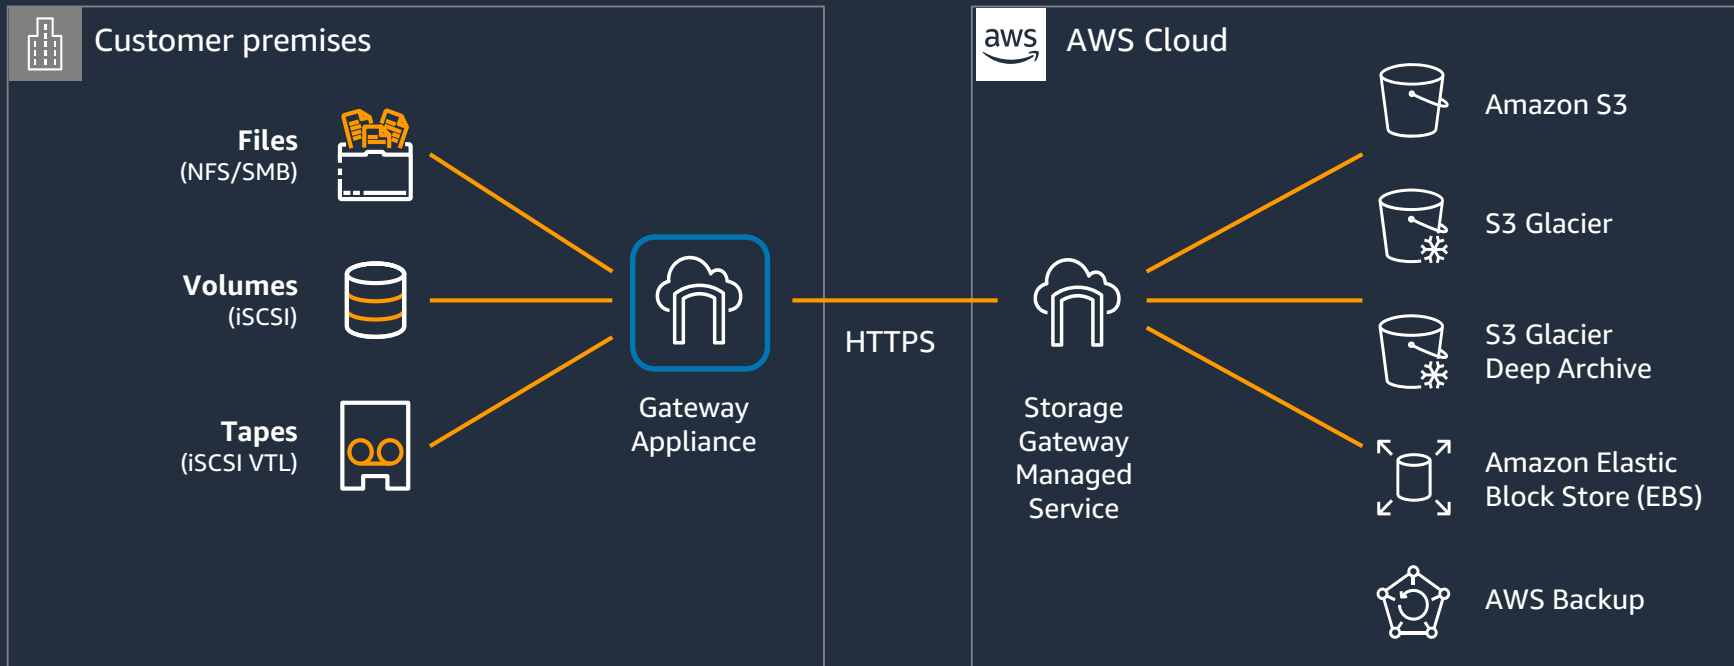 Customer premises
Files
(NFS/SMB)
Volumes
(iSCSI)
Tapes
(iSCSI VTL)
Gateway
Appliance
HTTPS
aws
AWS Cloud
Storage
Gateway
Managed
Service
Amazon S3
S3 Glacier
S3 Glacier
Deep Archive
Amazon Elastic
Block Store (EBS)
AWS Backup